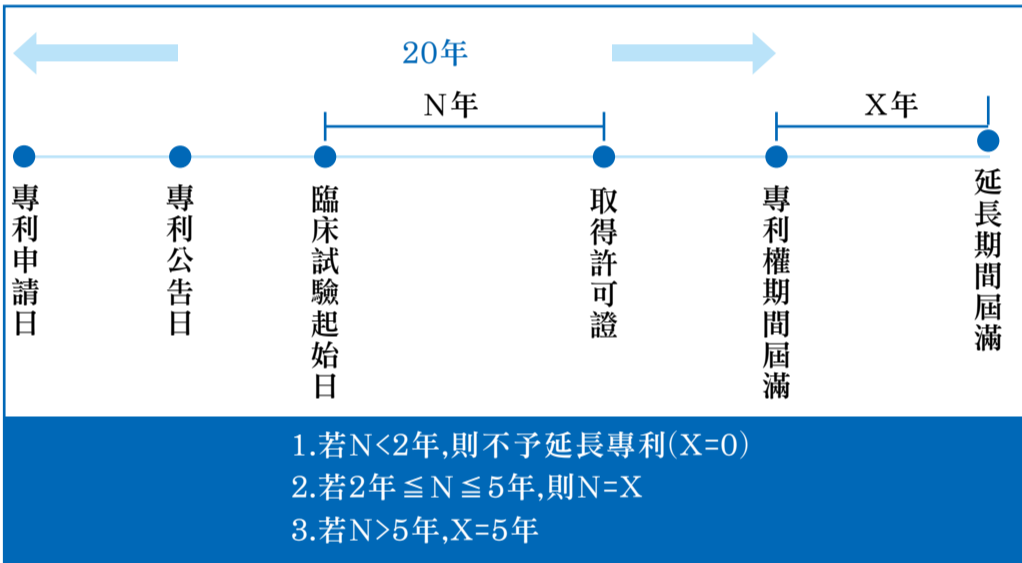 20年
N年
X年
專利申請日
專利公告日
臨床試驗起始日
取得許可證
專利權期間屆滿
延長期間屆滿
1.若N<2年,則不予延長專利(X=0)
2.若2年≦N≦5年,則N=X
3.若N>5年,X=5年